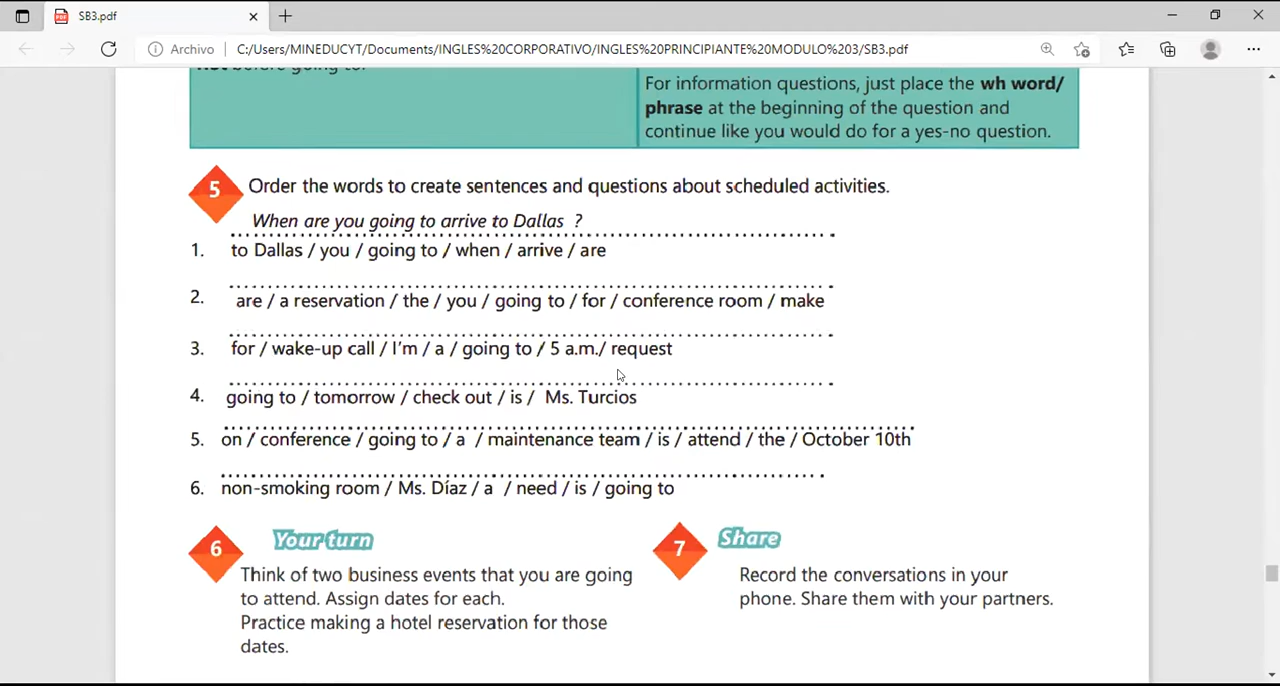 SB3.pdf
Archivo
C:/Users/MINEDUCYT/Documents/INGLES%20CORPORATIVO/INGLES%20PRINCIPIANTE%20MODULO%203/SB3.pdf
not before going to.
For information questions, just place the wh word/
phrase at the beginning of the question and
continue like you would do for a yes-no question.
5 Order the words to create sentences and questions about scheduled activities.
When are you going to arrive to Dallas ?
1. to Dallas / you / going to / when / arrive / are
2. are / a reservation / the / you / going to / for / conference room / make
3. for / wake-up call / I'm / a / going to / 5 a.m./ request
4. going to / tomorrow / check out / is / Ms. Turcios
5. on / conference / going to / a / maintenance team / is / attend / the / October 10th
6. non-smoking room / Ms. Díaz / a / need / is / going to
6 Your turn
Think of two business events that you are going
to attend. Assign dates for each.
Practice making a hotel reservation for those
dates.
7 Share
Record the conversations in your
phone. Share them with your partners.